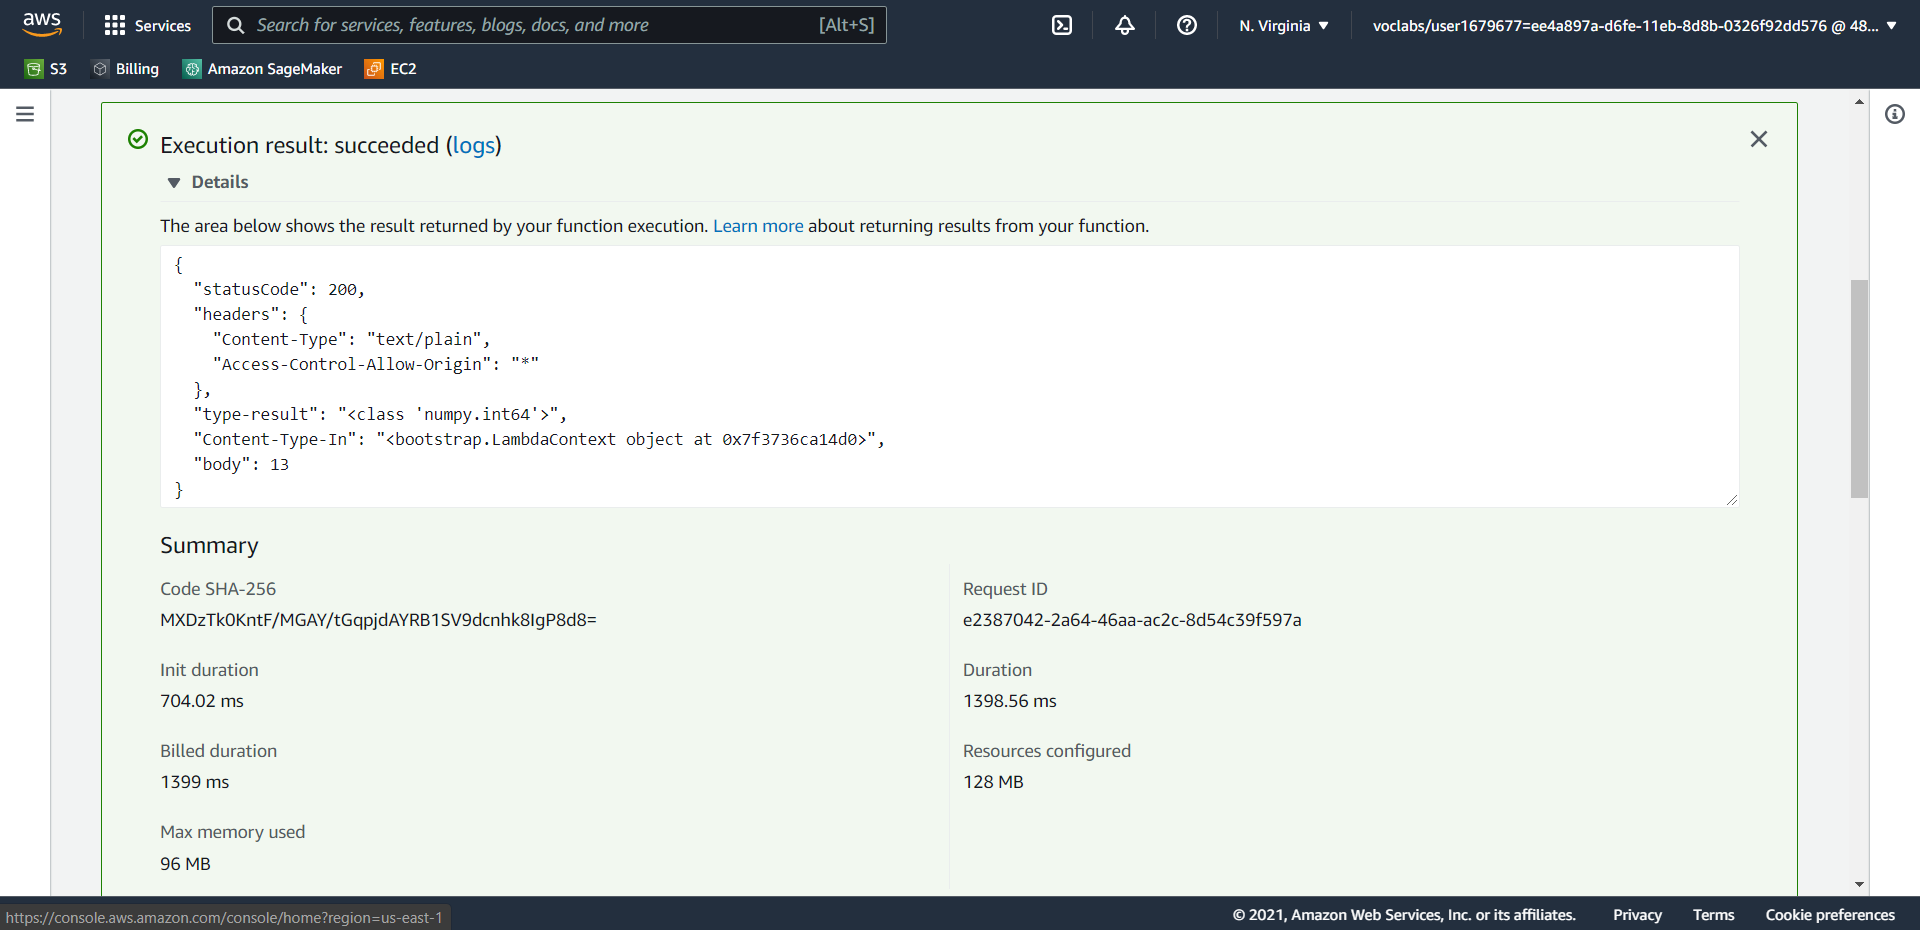 aws
Services
Search for services, features, blogs, docs, and more [Alt+S]
N. Virginia
voclabs/user1679677=ee4a897a-d6fe-11eb-8d8b-0326f92dd576 @ 48...
S3
Billing
Amazon SageMaker
EC2
Execution result: succeeded (logs)
Details
The area below shows the result returned by your function execution. Learn more about returning results from your function.
{
  "statusCode": 200,
  "headers": {
    "Content-Type": "text/plain",
    "Access-Control-Allow-Origin": "*"
  },
  "type-result": "<class 'numpy.int64'>",
  "Content-Type-In": "<bootstrap.LambdaContext object at 0x7f3736ca14d0>",
  "body": 13
}
Summary
Code SHA-256
MXDzTk0KntF/MGAY/tGqpjdAYRB1SV9dcnhk8IgP8d8=
Request ID
e2387042-2a64-46aa-ac2c-8d54c39f597a
Init duration
704.02 ms
Duration
1398.56 ms
Billed duration
1399 ms
Resources configured
128 MB
Max memory used
96 MB
https://console.aws.amazon.com/console/home?region=us-east-1
© 2021, Amazon Web Services, Inc. or its affiliates.
Privacy
Terms
Cookie preferences